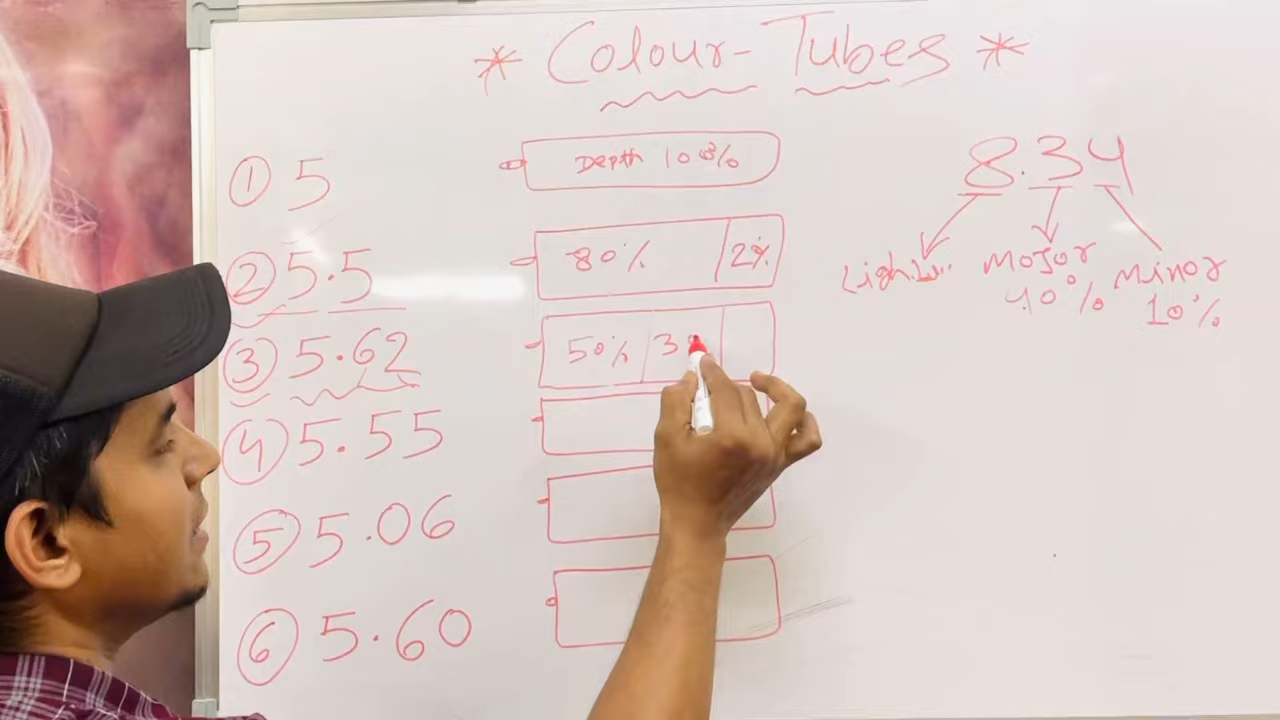 * Colour-Tubes *
① 5
Depth 100%
② 5.5
80% 2%
③ 5.62
50% 3
④ 5.55
⑤ 5.06
⑥ 5.60
8.34
Major
40%
Minor
10%